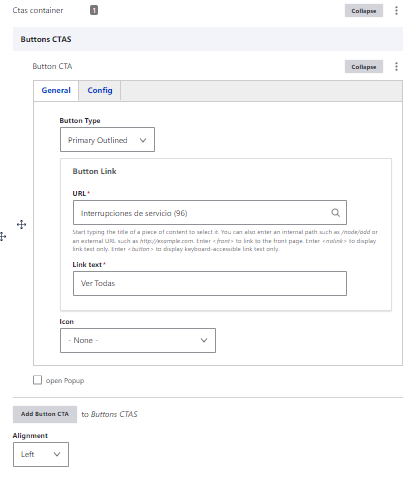 Ctas container 1 Collapse
Buttons CTAS
Button CTA Collapse
General Config
Button Type
Primary Outlined
Button Link
URL*
Interrupciones de servicio (96)
Start typing the title of a piece of content to select it. You can also enter an internal path such as /node/add or
an external URL such as http://example.com. Enter <front> to link to the front page. Enter <nolink> to display
link text only. Enter <button> to display keyboard-accessible link text only.
Link text*
Ver Todas
Icon
- None -
open Popup
Add Button CTA to Buttons CTAS
Alignment
Left